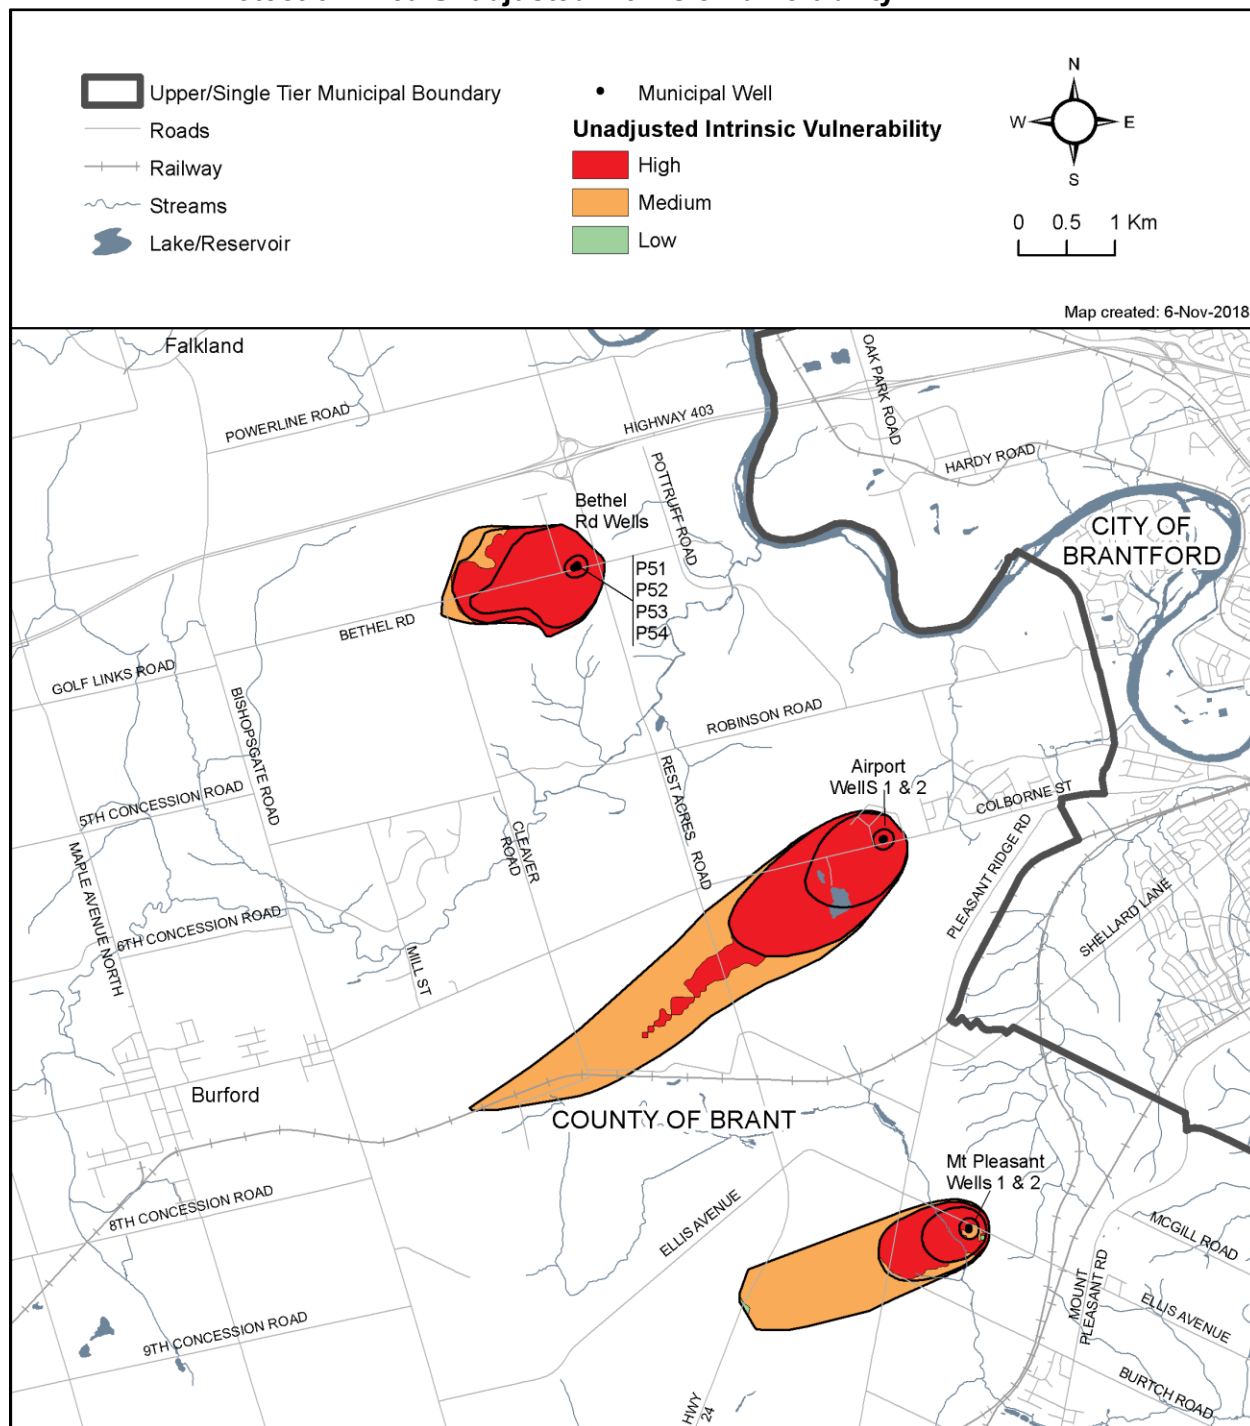 Upper/Single Tier Municipal Boundary
Roads
Railway
Streams
Lake/Reservoir
Municipal Well
Unadjusted Intrinsic Vulnerability
High
Medium
Low
N
W
E
S
0 0.5 1 Km
Map created: 6-Nov-2018
Falkland
POWERLINE ROAD
HIGHWAY 403
OAK PARK ROAD
HARDY ROAD
POTTRUFF ROAD
Bethel
Rd Wells
P51
P52
P53
P54
CITY OF
BRANTFORD
BETHEL RD
GOLF LINKS ROAD
BISHOPSGATE ROAD
ROBINSON ROAD
REST ACRES ROAD
Airport
WellS 1 & 2
COLBORNE ST
5TH CONCESSION ROAD
CLEAVER
ROAD
MAPLE AVENUE NORTH
PLEASANT RIDGE RD
SHELLARD LANE
6TH CONCESSION ROAD
MILL ST
Burford
COUNTY OF BRANT
Mt Pleasant
Wells 1 & 2
8TH CONCESSION ROAD
ELLIS AVENUE
MCGILL ROAD
MOUNT
PLEASANT RD
ELLIS AVENUE
9TH CONCESSION ROAD
BURTCH ROAD
HWY
24